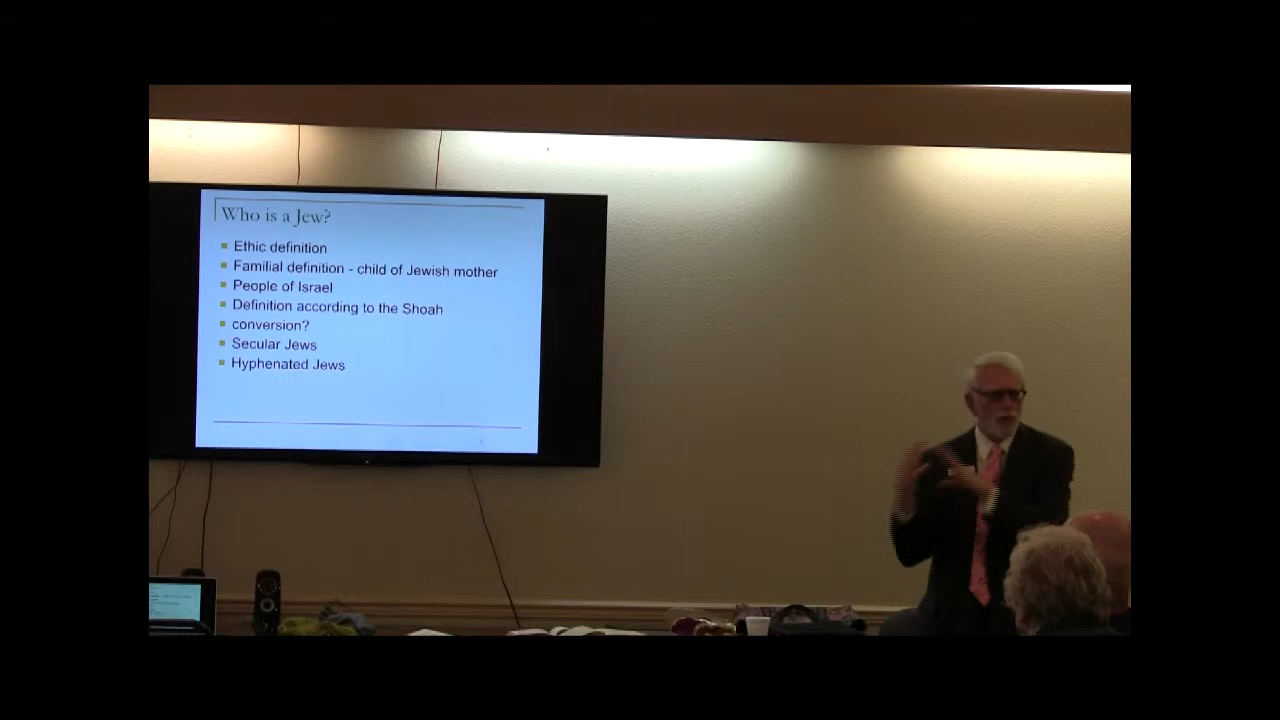 Who is a Jew?
Ethic definition
Familial definition - child of Jewish mother
People of Israel
Definition according to the Shoah
conversion?
Secular Jews
Hyphenated Jews